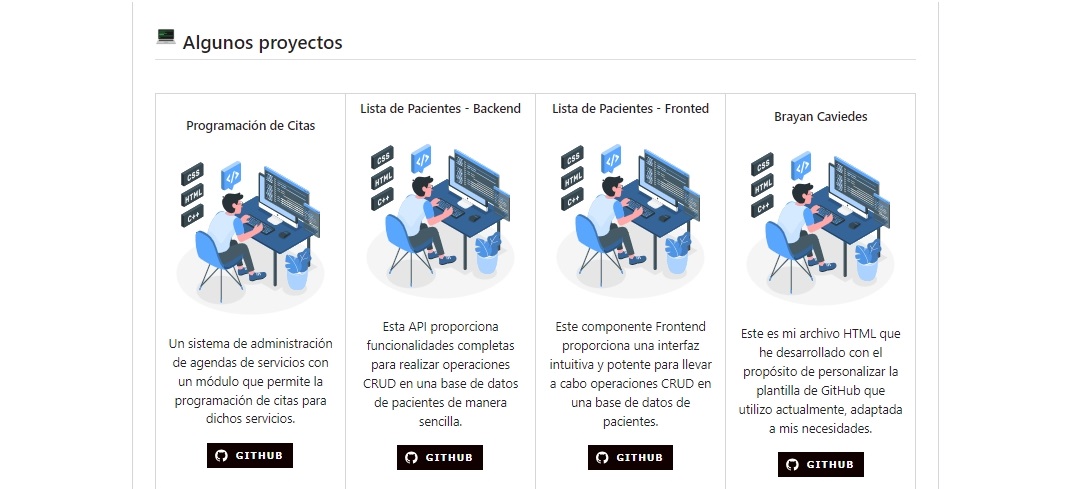 Algunos proyectos
Programación de Citas
CSS
HTML
C++
Un sistema de administración
de agendas de servicios con
un módulo que permite la
programación de citas para
dichos servicios.
GITHUB
Lista de Pacientes - Backend
CSS
HTML
C++
Esta API proporciona
funcionalidades completas
para realizar operaciones
CRUD en una base de datos
de pacientes de manera
sencilla.
GITHUB
Lista de Pacientes - Fronted
CSS
HTML
C++
Este componente Frontend
proporciona una interfaz
intuitiva y potente para llevar
a cabo operaciones CRUD en
una base de datos de
pacientes.
GITHUB
Brayan Caviedes
CSS
HTML
C++
Este es mi archivo HTML que
he desarrollado con el
propósito de personalizar la
plantilla de GitHub que
utilizo actualmente, adaptada
a mis necesidades.
GITHUB